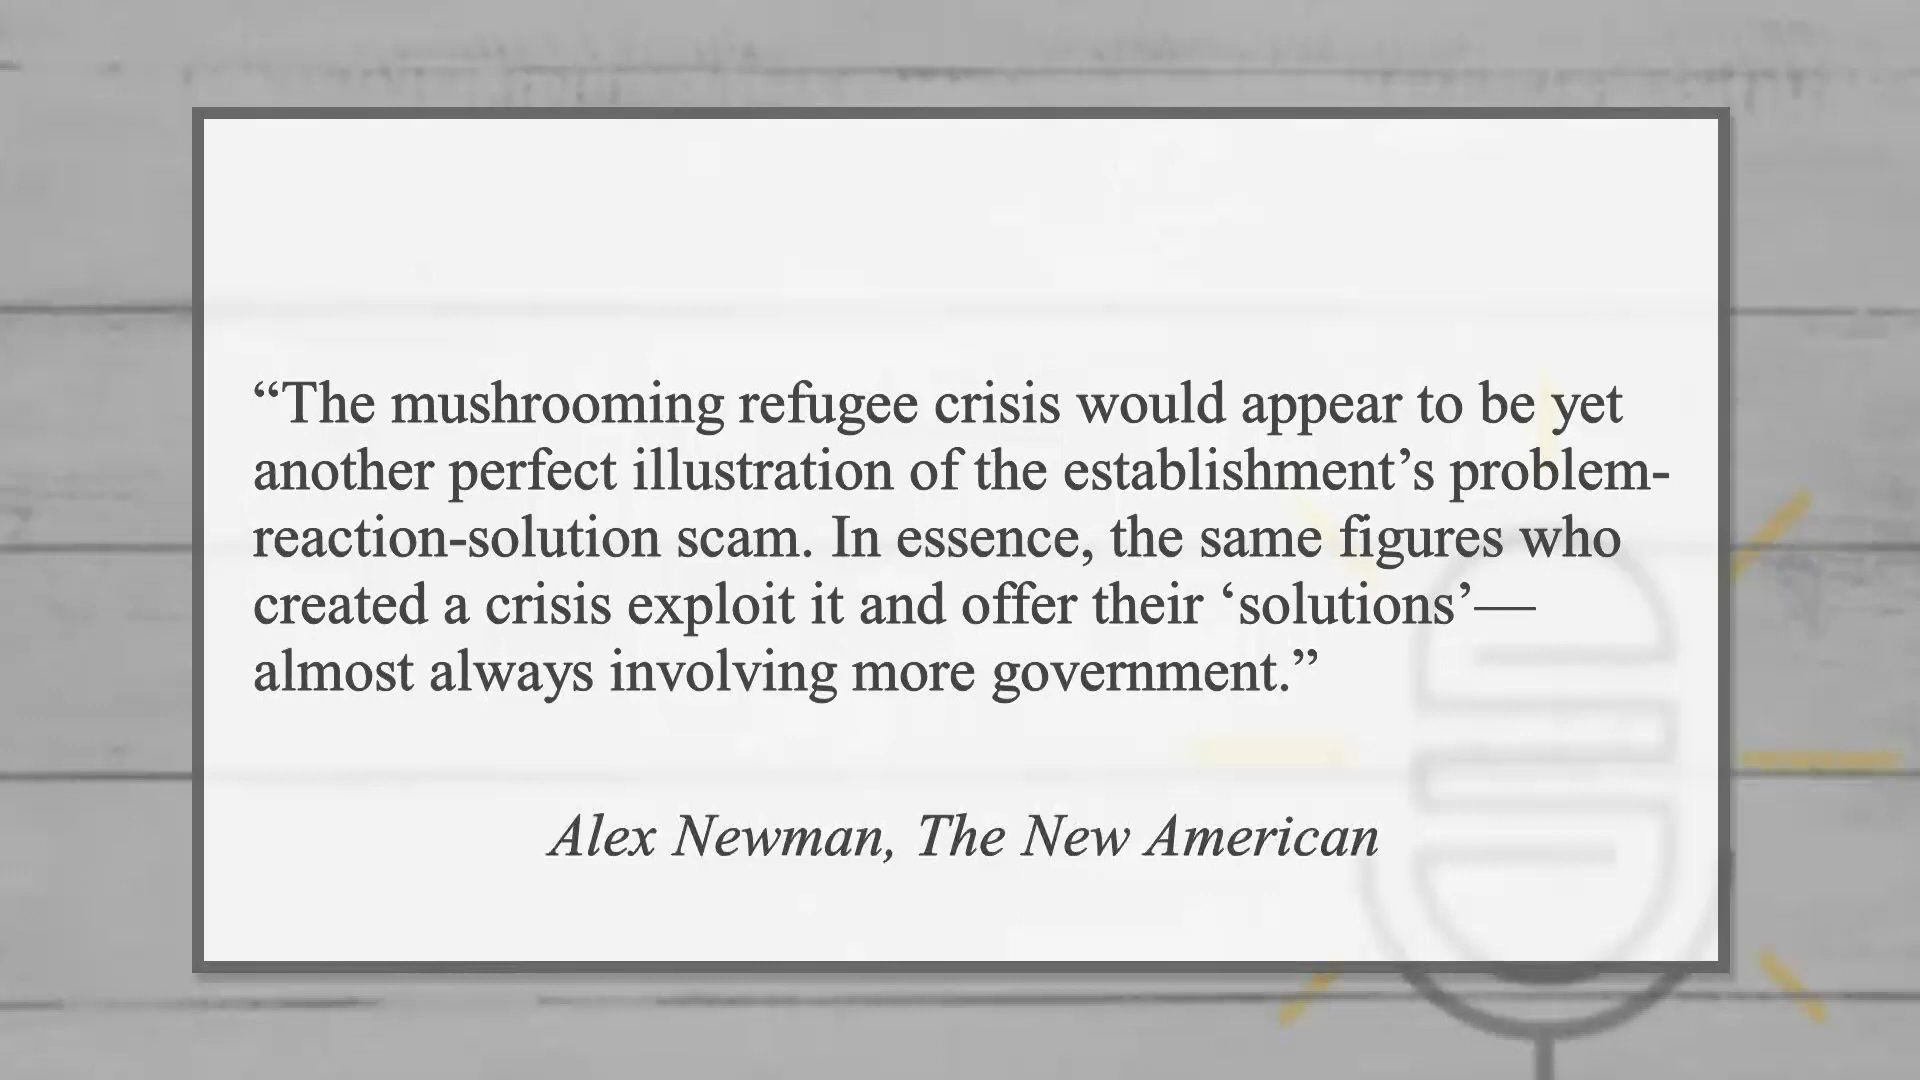 “The mushrooming refugee crisis would appear to be yet
another perfect illustration of the establishment’s problem-
reaction-solution scam. In essence, the same figures who
created a crisis exploit it and offer their ‘solutions’—
almost always involving more government.”
Alex Newman, The New American